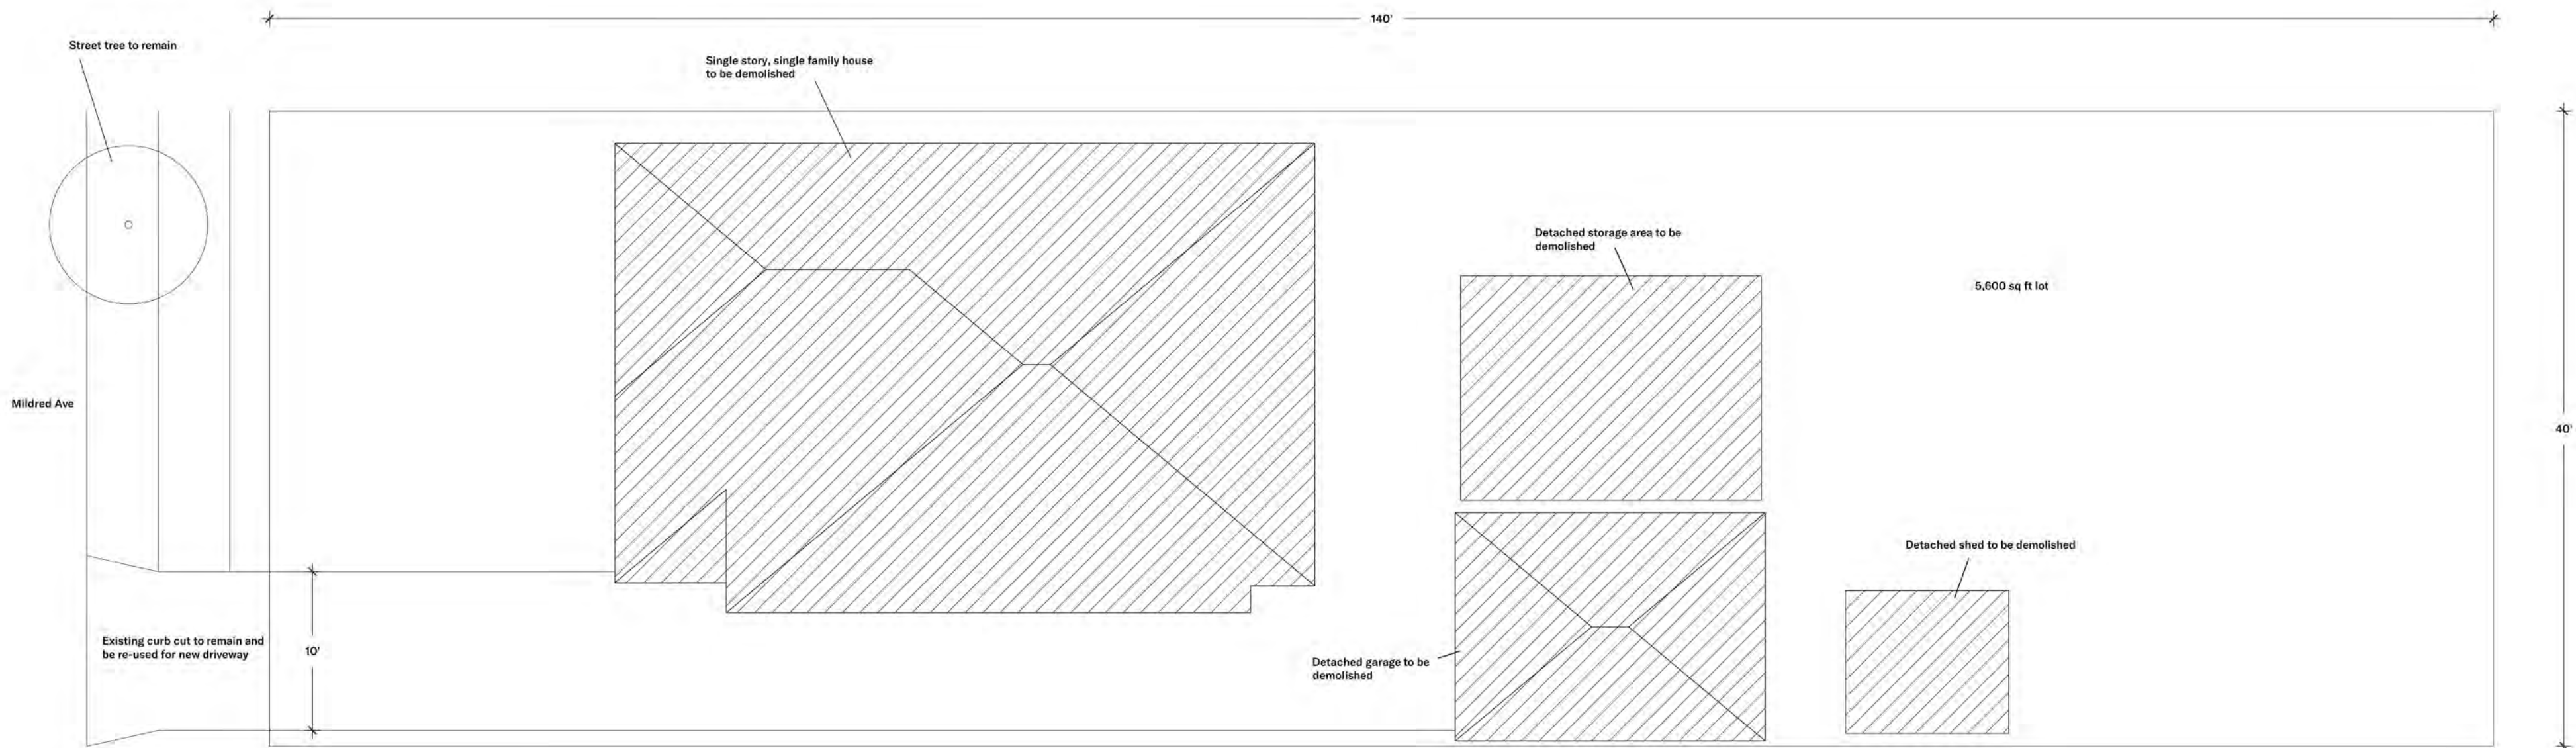 140'
Street tree to remain
Single story, single family house
to be demolished
Detached storage area to be
demolished
5,600 sq ft lot
Mildred Ave
40'
Detached shed to be demolished
Existing curb cut to remain and
be re-used for new driveway
10'
Detached garage to be
demolished